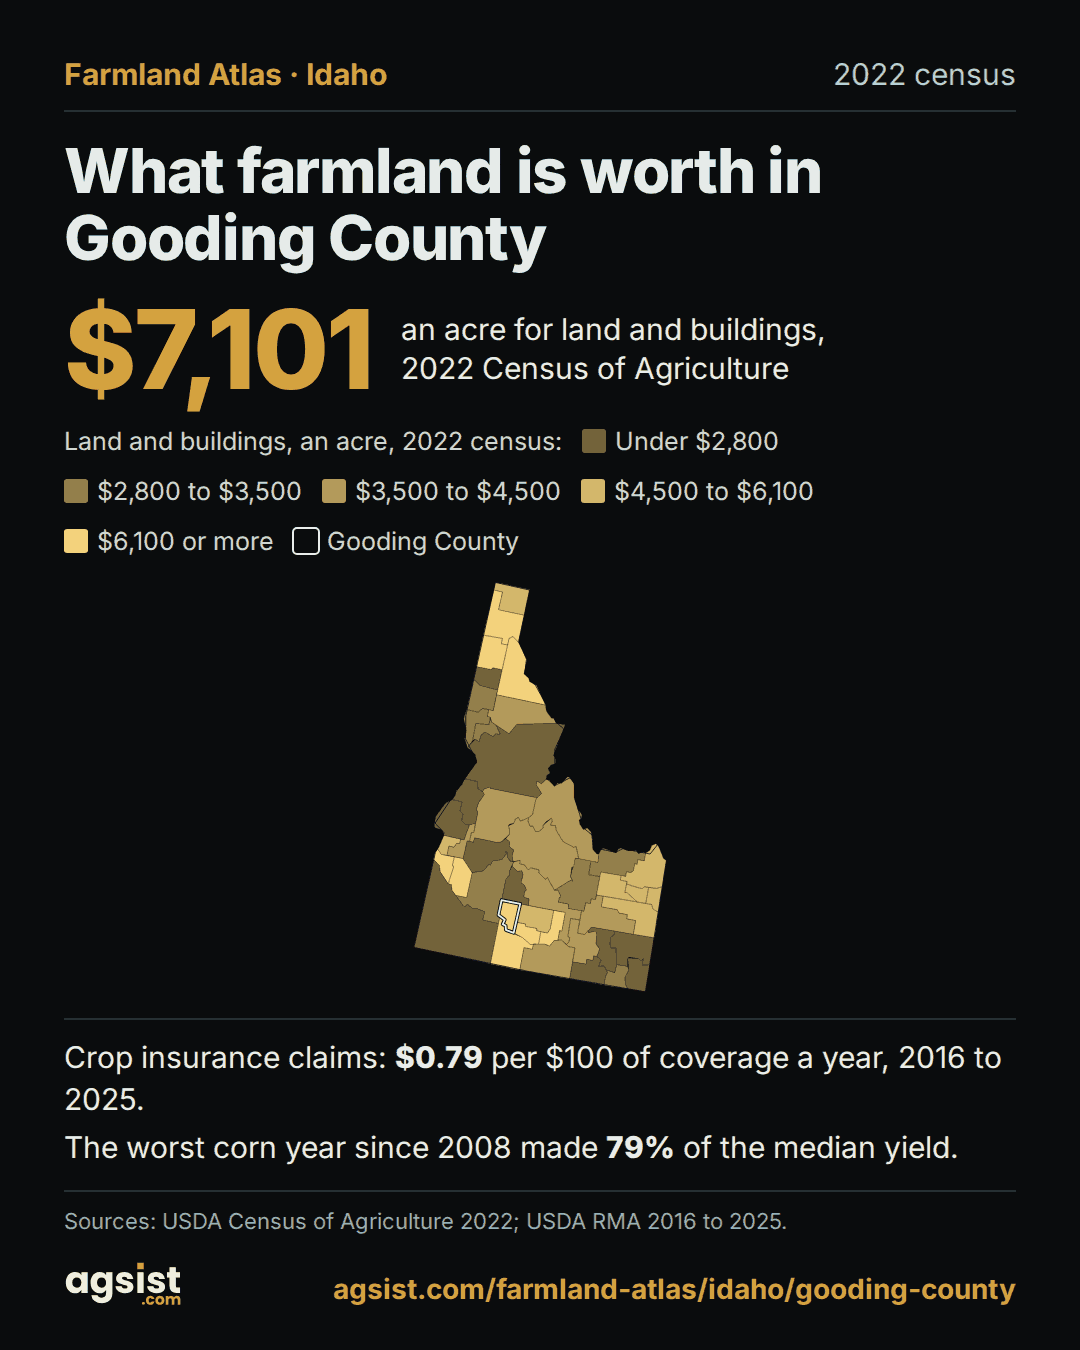 Farmland Atlas · Idaho
2022 census
What farmland is worth in
Gooding County
$7,101
an acre for land and buildings,
2022 Census of Agriculture
Land and buildings, an acre, 2022 census: Under $2,800
$2,800 to $3,500 $3,500 to $4,500 $4,500 to $6,100
$6,100 or more Gooding County
Crop insurance claims: $0.79 per $100 of coverage a year, 2016 to
2025.
The worst corn year since 2008 made 79% of the median yield.
Sources: USDA Census of Agriculture 2022; USDA RMA 2016 to 2025.
agsist
.com
agsist.com/farmland-atlas/idaho/gooding-county